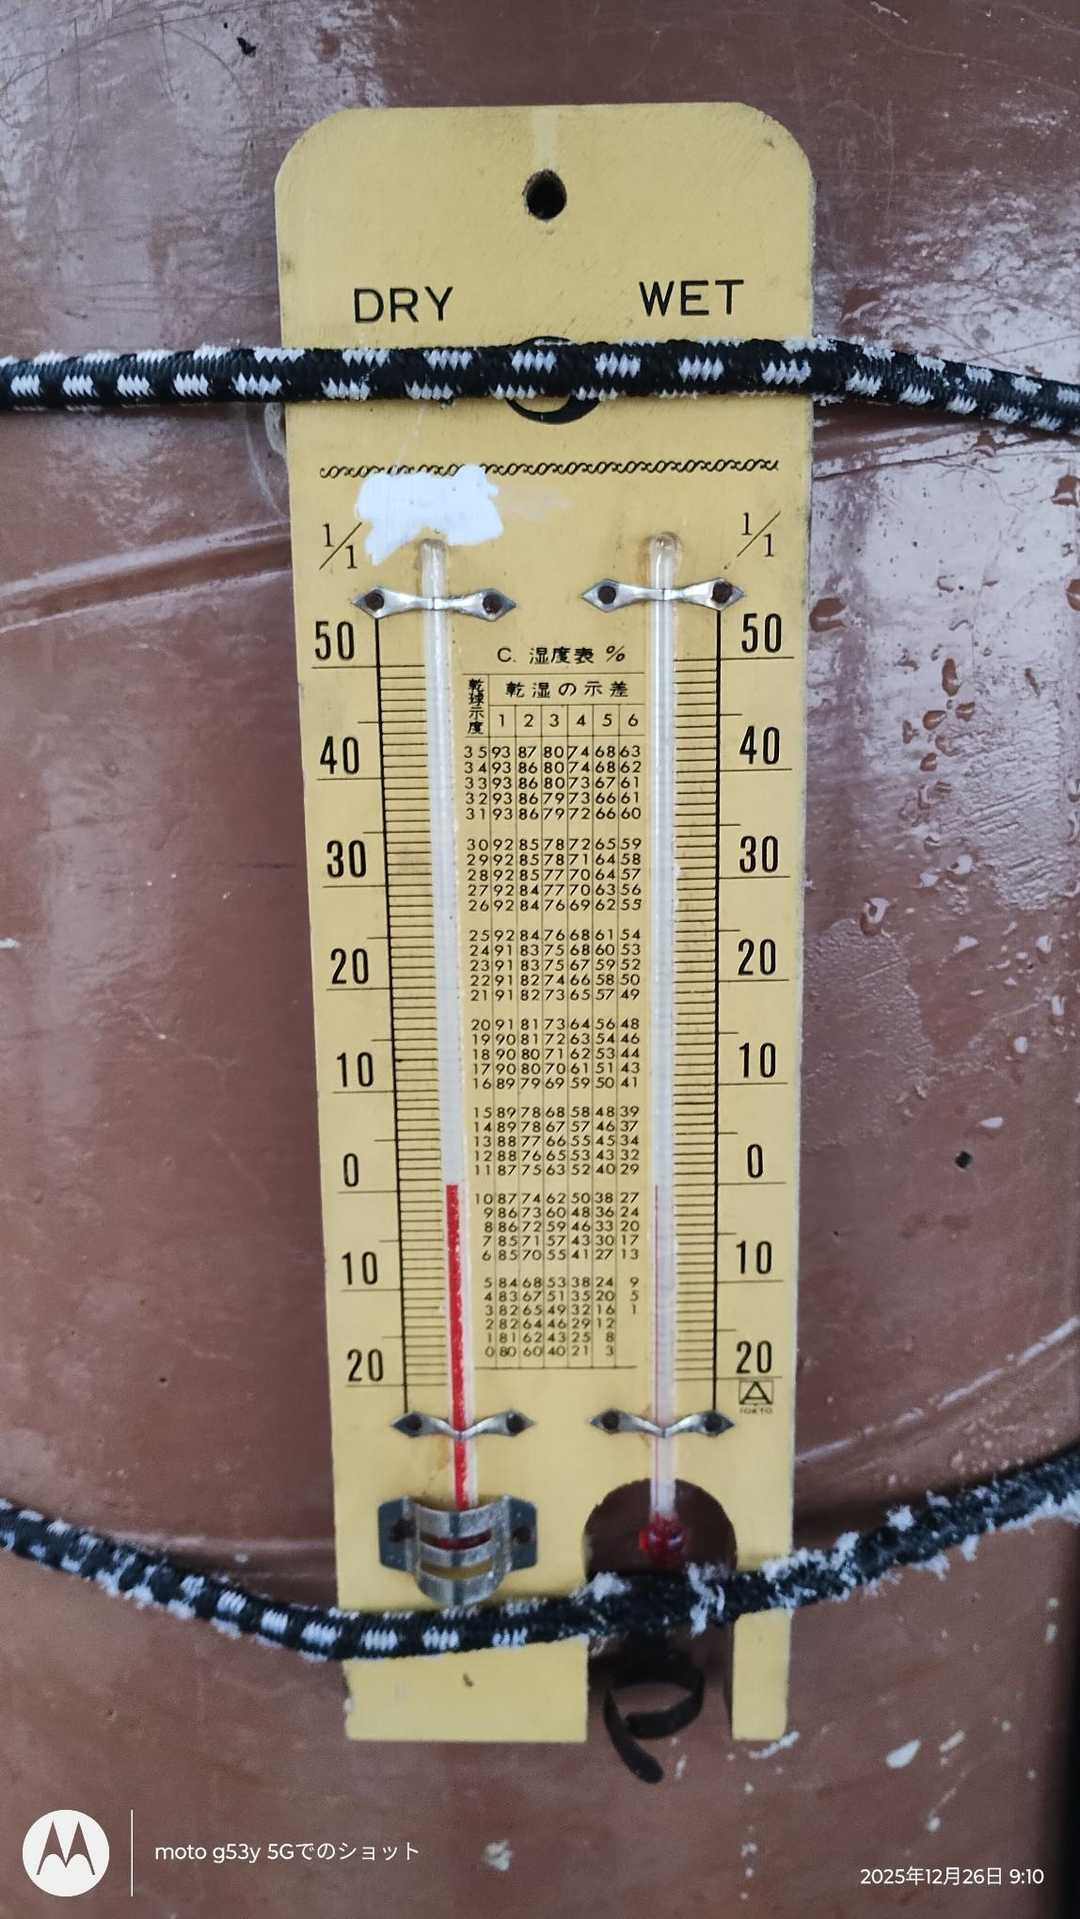 DRY WET
1/1 1/1
50 50
C. 湿度表 %
乾球示度 乾湿の示差
1 2 3 4 5 6
40 40
35 93 87 80 74 68 63
34 93 86 80 74 68 62
33 93 86 80 73 67 61
32 93 86 79 73 66 61
31 93 86 79 72 66 60
30 30
30 92 85 78 72 65 59
29 92 85 78 71 64 58
28 92 85 77 70 64 57
27 92 84 77 70 63 56
26 92 84 76 69 62 55
20 20
25 92 84 76 68 61 54
24 91 83 75 68 60 53
23 91 83 75 67 59 52
22 91 82 74 66 58 50
21 91 82 73 65 57 49
10 10
20 91 81 73 64 56 48
19 90 81 72 63 54 46
18 90 80 71 62 53 44
17 90 80 70 61 51 43
16 89 79 69 59 50 41
0 0
15 89 78 68 58 48 39
14 89 78 67 57 46 37
13 88 77 66 55 45 34
12 88 76 65 53 43 32
11 87 75 63 52 40 29
10 10
10 87 74 62 50 38 27
9 86 73 60 48 36 24
8 86 72 59 46 33 20
7 85 71 57 43 30 17
6 85 70 55 41 27 13
20 20
5 84 68 53 38 24 9
4 83 67 51 35 20 5
3 82 65 49 32 16 1
2 82 64 46 29 12
1 81 62 43 25 8
0 80 60 40 21 3
A
TOKYO
moto g53y 5Gでのショット
2025年12月26日 9:10